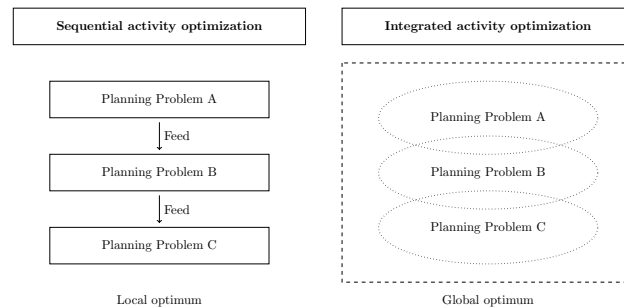 Sequential activity optimization
Planning Problem A
Feed
Planning Problem B
Feed
Planning Problem C
Local optimum
Integrated activity optimization
Planning Problem A
Planning Problem B
Planning Problem C
Global optimum